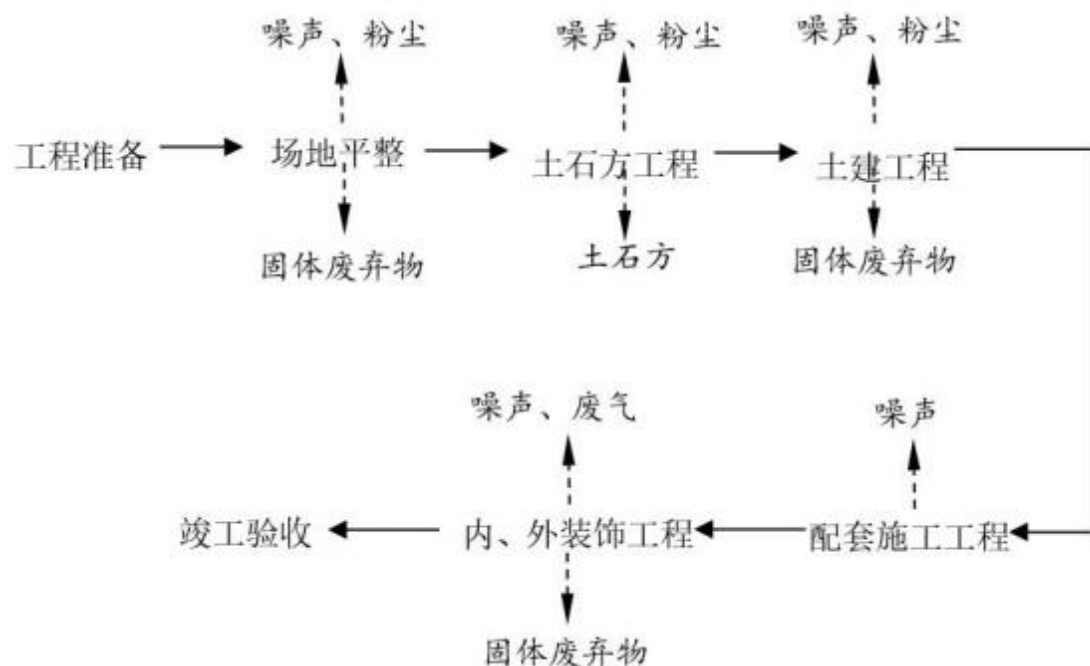 噪声、粉尘
噪声、粉尘
噪声、粉尘
工程准备
场地平整
土石方工程
土建工程
固体废弃物
土石方
固体废弃物
噪声、废气
噪声
竣工验收
内、外装饰工程
配套施工工程
固体废弃物